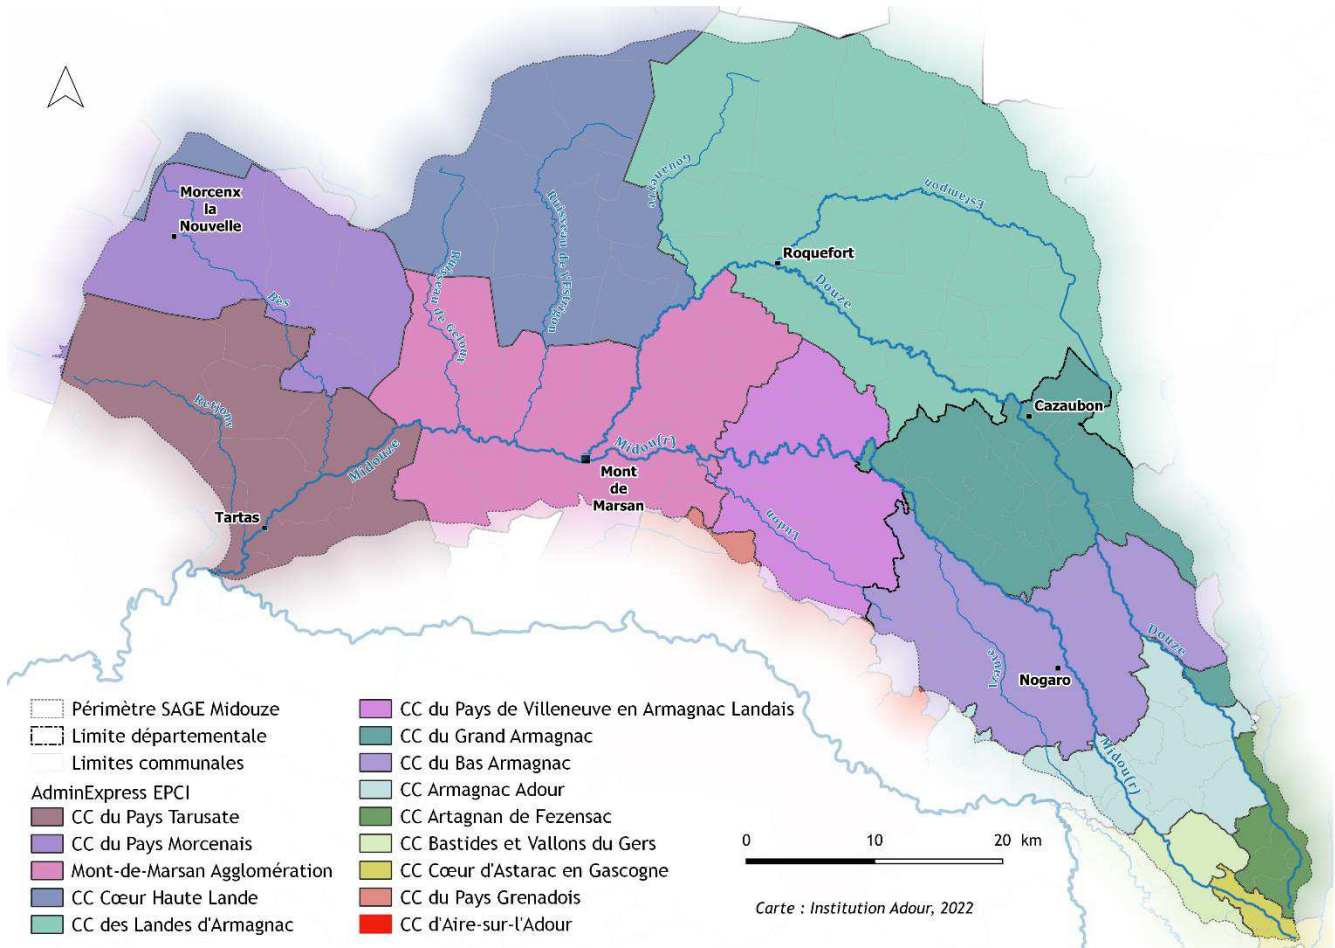 Gouaneyre
Estampon
Morcenx
la
Nouvelle
Roquefort
Ruisseau de l'Estrigon
Ruisseau de Geloux
Bès
Douze
Cazaubon
Retjons
Midouze
Midou(r)
Mont
de
Marsan
Ludon
Tartas
Douze
Izaute
Nogaro
Midou(r)
Périmètre SAGE Midouze
Limite départementale
Limites communales
AdminExpress EPCI
CC du Pays Tarusate
CC du Pays Morcenais
Mont-de-Marsan Agglomération
CC Cœur Haute Lande
CC des Landes d'Armagnac
CC du Pays de Villeneuve en Armagnac Landais
CC du Grand Armagnac
CC du Bas Armagnac
CC Armagnac Adour
CC Artagnan de Fezensac
CC Bastides et Vallons du Gers
CC Cœur d'Astarac en Gascogne
CC du Pays Grenadois
CC d'Aire-sur-l'Adour
0 10 20 km
Carte : Institution Adour, 2022